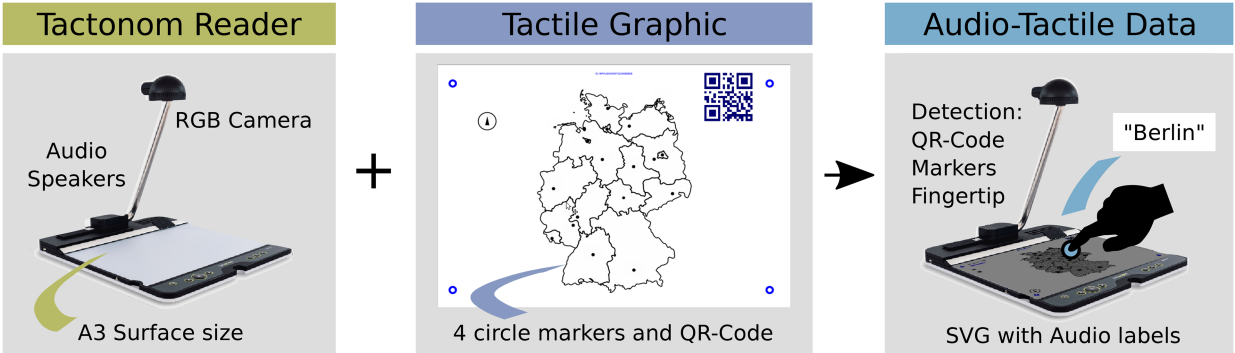 Tactonom Reader
RGB Camera
Audio
Speakers
A3 Surface size
+
Tactile Graphic
4 circle markers and QR-Code
Audio-Tactile Data
Detection:
QR-Code
Markers
Fingertip
"Berlin"
SVG with Audio labels